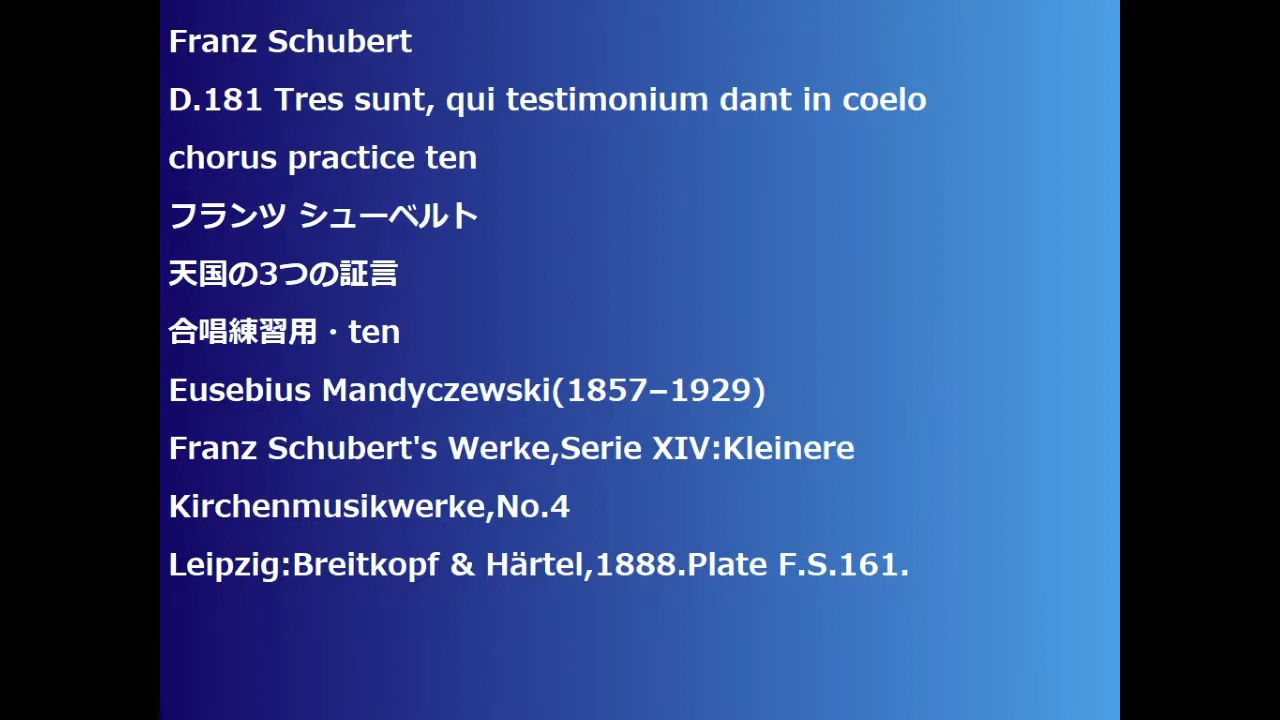 Franz Schubert
D.181 Tres sunt, qui testimonium dant in coelo
chorus practice ten
フランツ シューベルト
天国の3つの証言
合唱練習用・ten
Eusebius Mandyczewski(1857–1929)
Franz Schubert's Werke,Serie XIV:Kleinere
Kirchenmusikwerke,No.4
Leipzig:Breitkopf & Härtel,1888.Plate F.S.161.